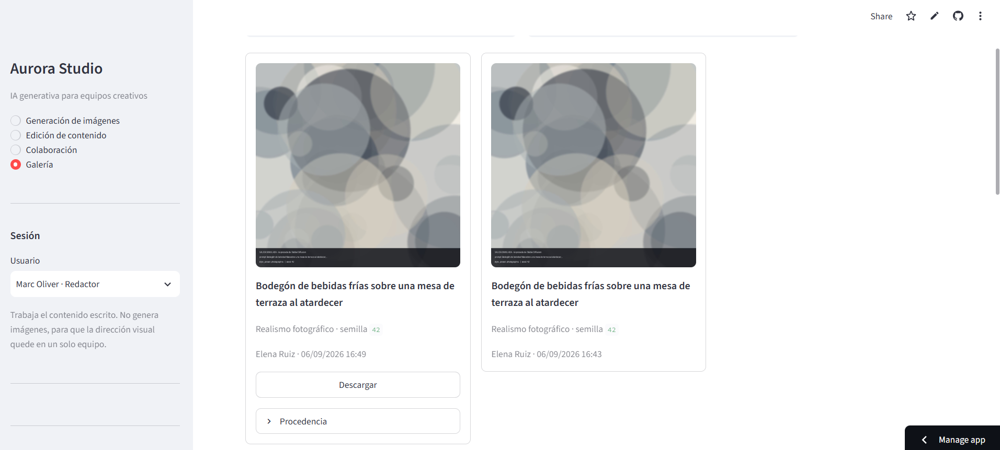 Share
Aurora Studio
IA generativa para equipos creativos
Generación de imágenes
Edición de contenido
Colaboración
Galería
Sesión
Usuario
Marc Oliver · Redactor
Trabaja el contenido escrito. No genera
imágenes, para que la dirección visual
quede en un solo equipo.
Bodegón de bebidas frías sobre una mesa de
terraza al atardecer
Realismo fotográfico · semilla 42
Elena Ruiz · 06/09/2026 16:49
Descargar
Procedencia
Bodegón de bebidas frías sobre una mesa de
terraza al atardecer
Realismo fotográfico · semilla 42
Elena Ruiz · 06/09/2026 16:43
Manage app